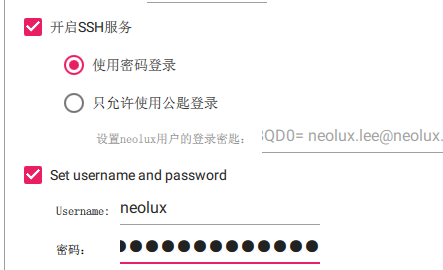 开启SSH服务
使用密码登录
只允许使用公匙登录
设置neolux用户的登录密匙: BQD0= neolux.lee@neolux.
Set username and password
Username: neolux
密码: ●●●●●●●●●●●●●